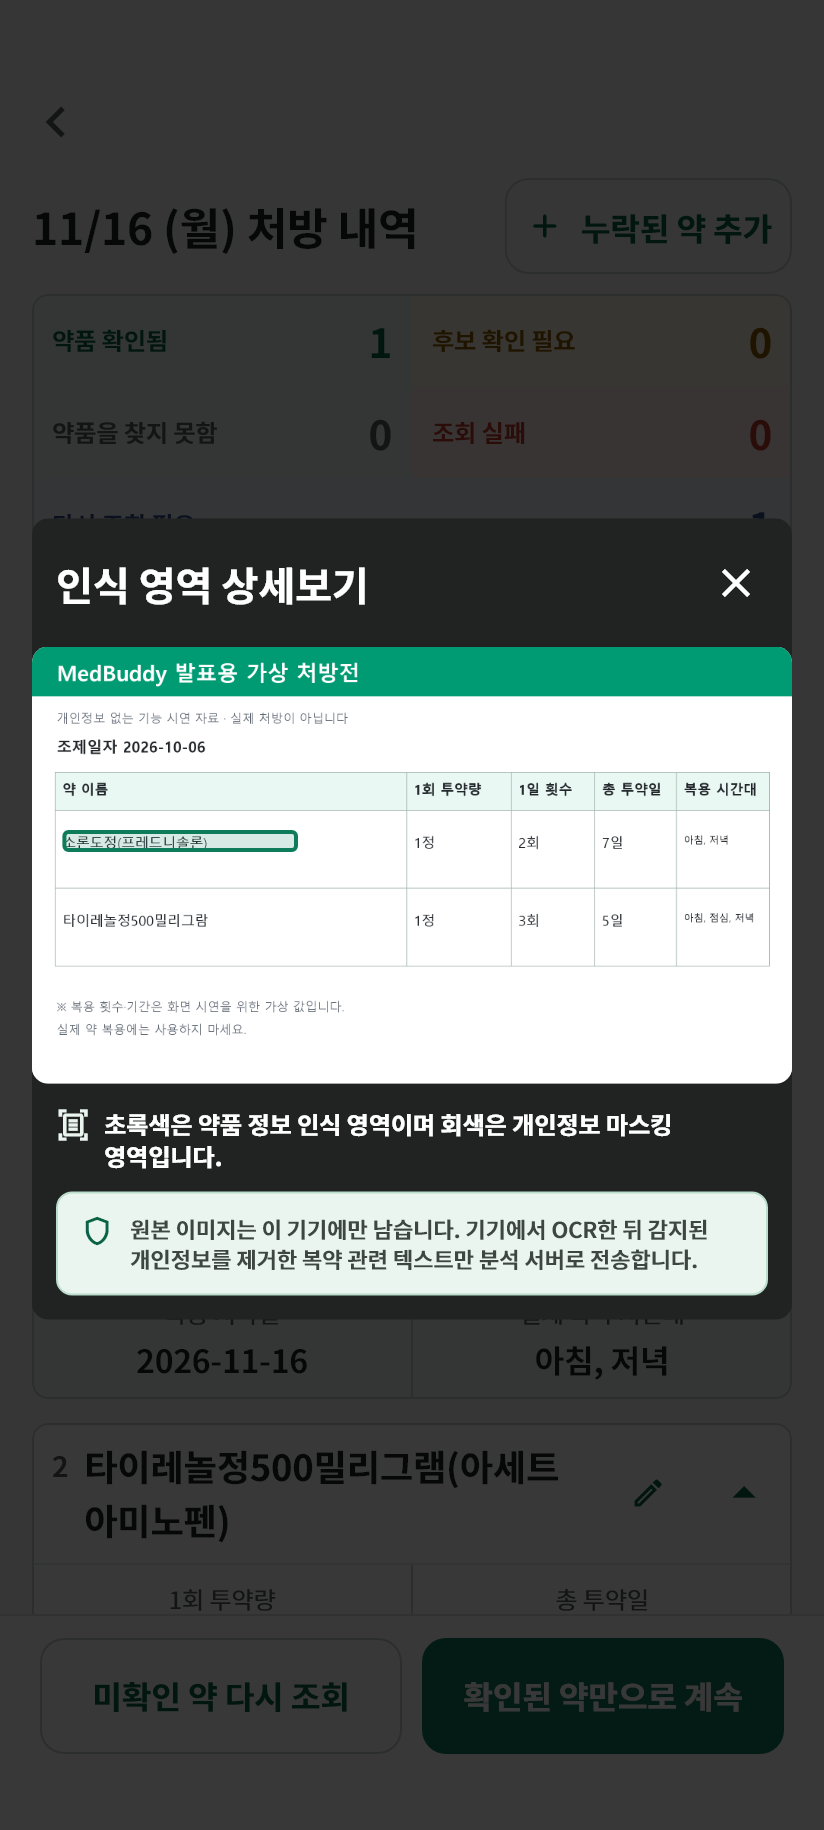 11/16 (월) 처방 내역
+ 누락된 약 추가
약품 확인됨 1
후보 확인 필요 0
약품을 찾지 못함 0
조회 실패 0
인식 영역 상세보기
MedBuddy 발표용 가상 처방전
개인정보 없는 기능 시연 자료 · 실제 처방이 아닙니다
조제일자 2026-10-06
약 이름 1회 투약량 1일 횟수 총 투약일 복용 시간대
소론도정(프레드니솔론) 1정 2회 7일 아침, 저녁
타이레놀정500밀리그람 1정 3회 5일 아침, 점심, 저녁
※ 복용 횟수·기간은 화면 시연을 위한 가상 값입니다.
실제 약 복용에는 사용하지 마세요.
초록색은 약품 정보 인식 영역이며 회색은 개인정보 마스킹
영역입니다.
원본 이미지는 이 기기에만 남습니다. 기기에서 OCR한 뒤 감지된
개인정보를 제거한 복약 관련 텍스트만 분석 서버로 전송합니다.
2026-11-16
아침, 저녁
2 타이레놀정500밀리그램(아세트
아미노펜)
1회 투약량
총 투약일
미확인 약 다시 조회
확인된 약만으로 계속